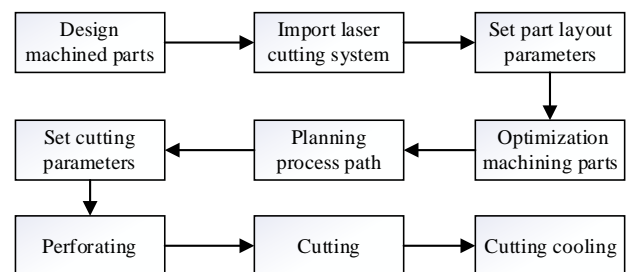 Design
machined parts
Import laser
cutting system
Set part layout
parameters
Optimization
machining parts
Planning
process path
Set cutting
parameters
Perforating
Cutting
Cutting cooling